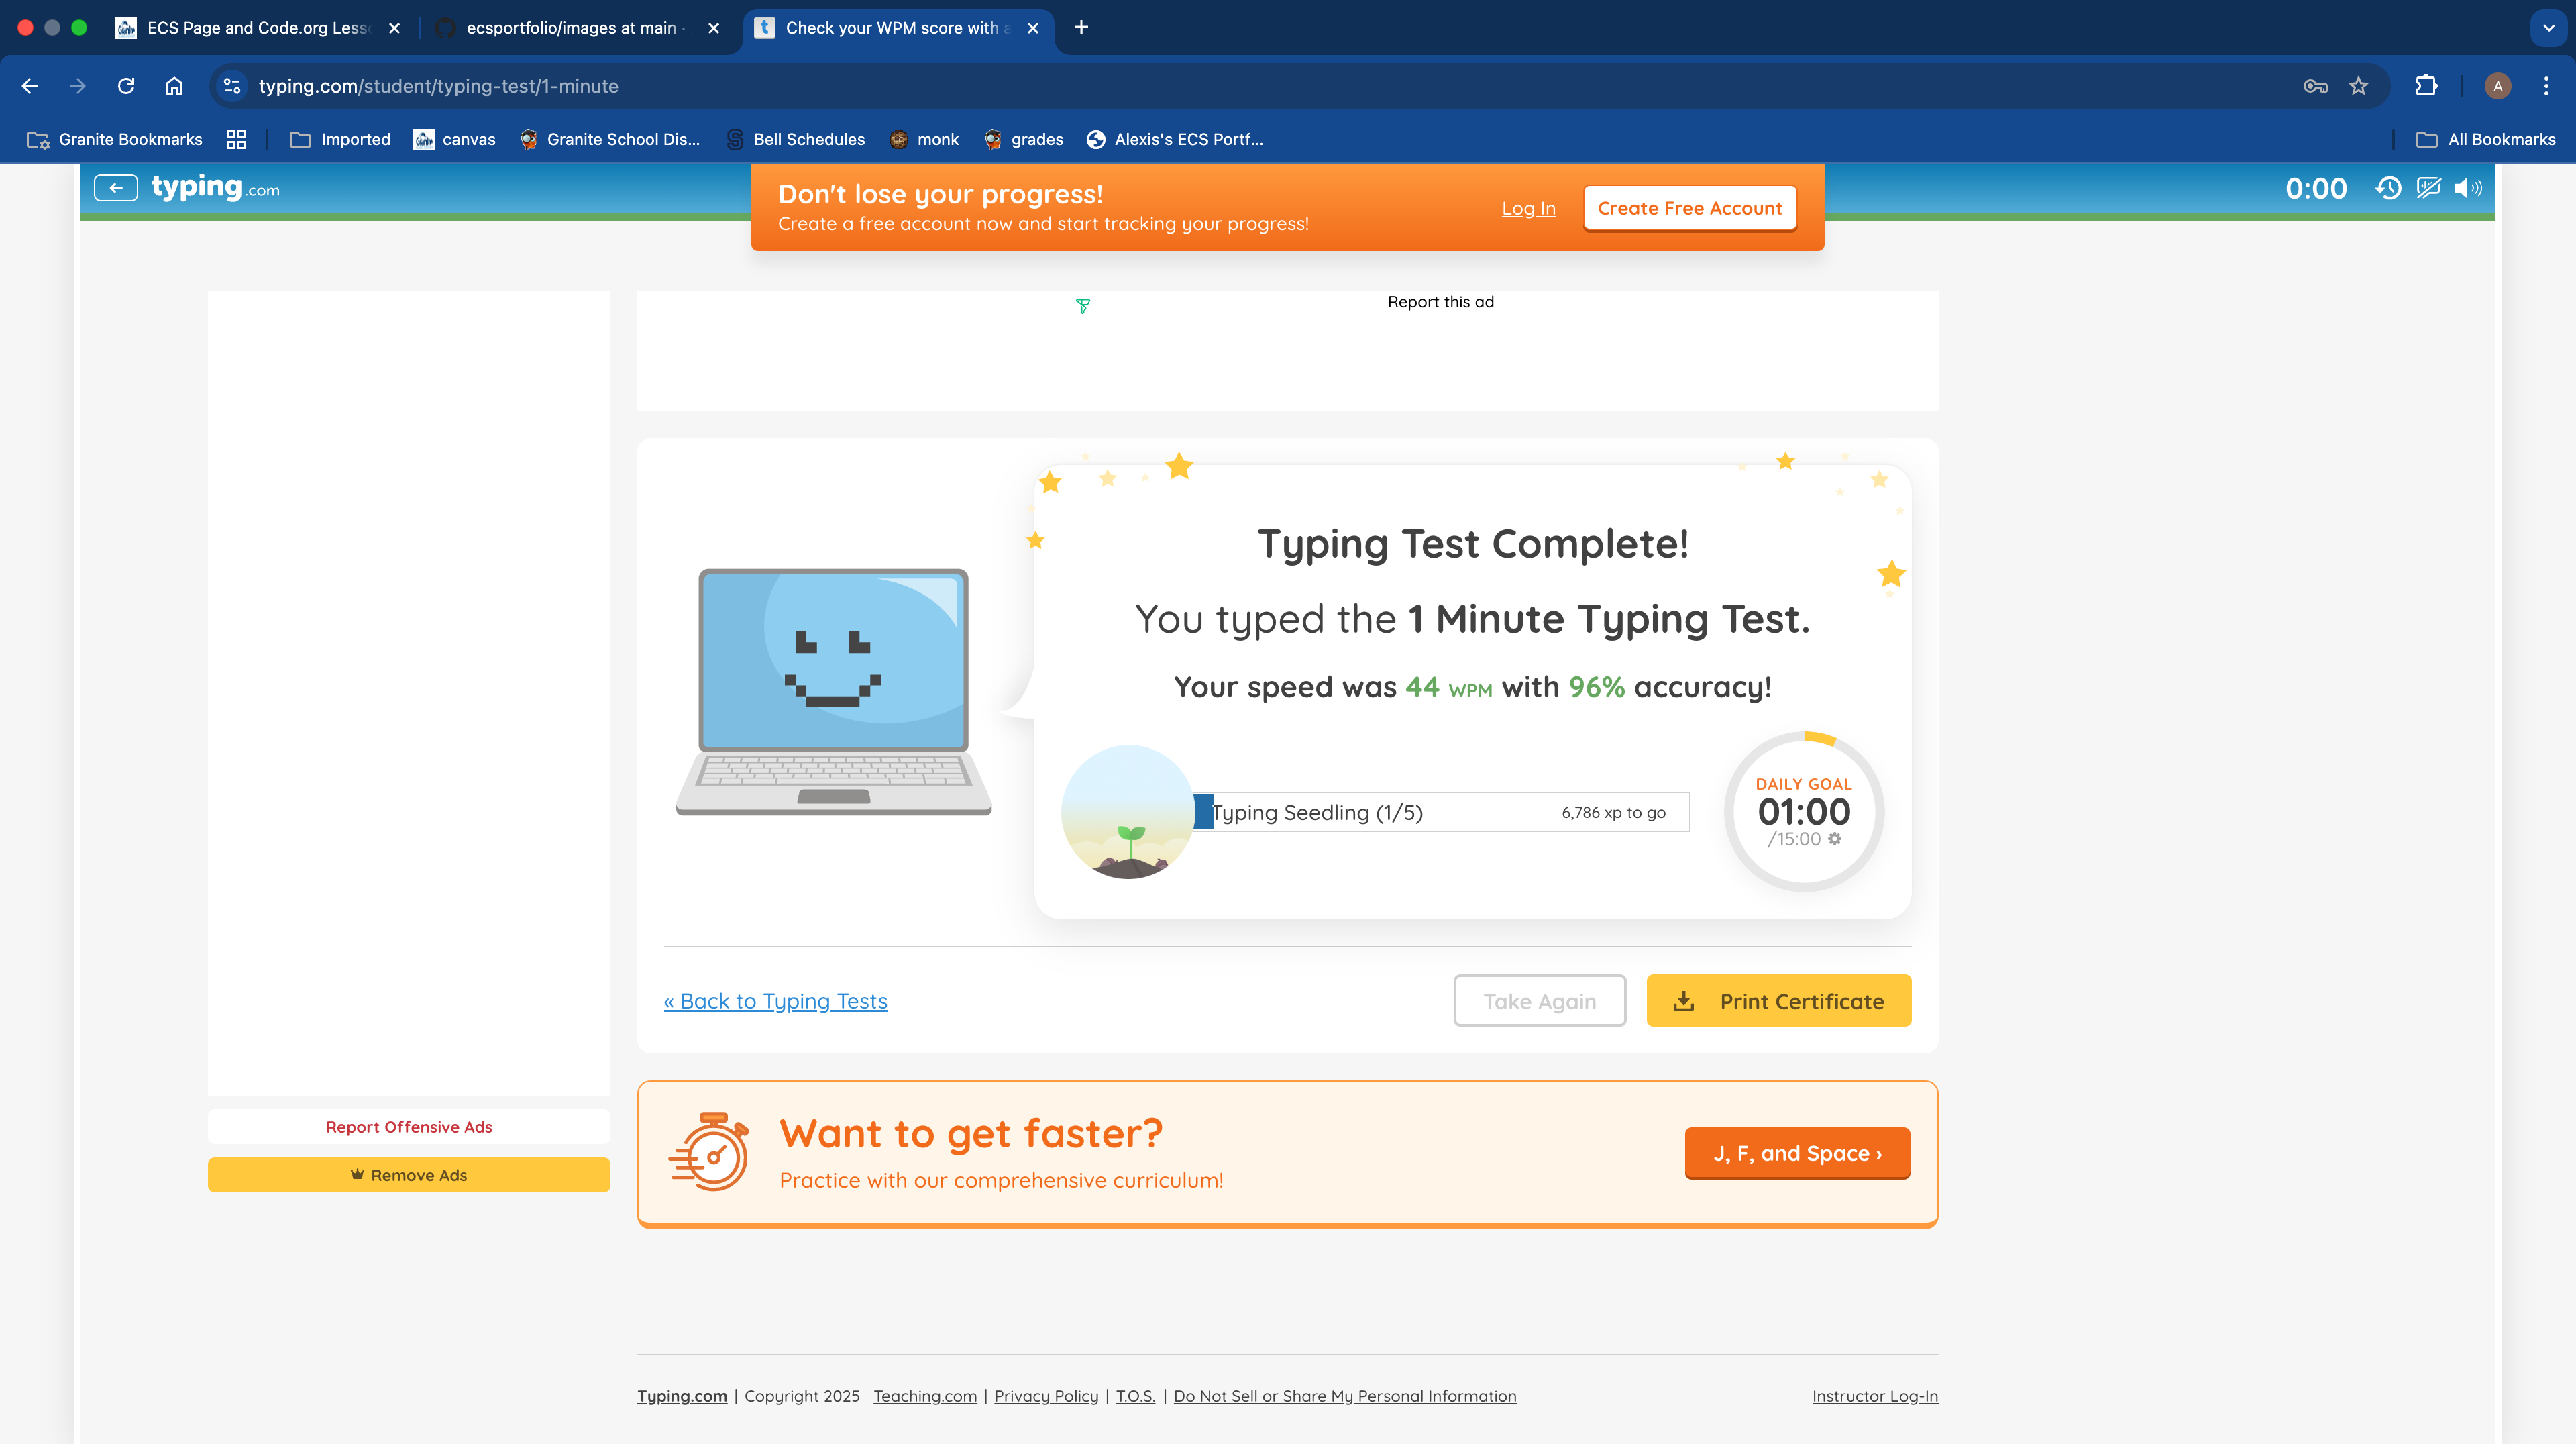 ECS Page and Code.org Less
ecsportfolio/images at main ·
Check your WPM score with a
typing.com/student/typing-test/1-minute
A
Granite Bookmarks
Imported
canvas
Granite School Dis...
Bell Schedules
monk
grades
Alexis's ECS Portf...
All Bookmarks
typing.com
Don't lose your progress!
Create a free account now and start tracking your progress!
Log In
Create Free Account
0:00
Report this ad
Typing Test Complete!
You typed the 1 Minute Typing Test.
Your speed was 44 WPM with 96% accuracy!
Typing Seedling (1/5)
6,786 xp to go
DAILY GOAL
01:00
/15:00
« Back to Typing Tests
Take Again
Print Certificate
Report Offensive Ads
Remove Ads
Want to get faster?
Practice with our comprehensive curriculum!
J, F, and Space ›
Typing.com | Copyright 2025 Teaching.com | Privacy Policy | T.O.S. | Do Not Sell or Share My Personal Information
Instructor Log-In